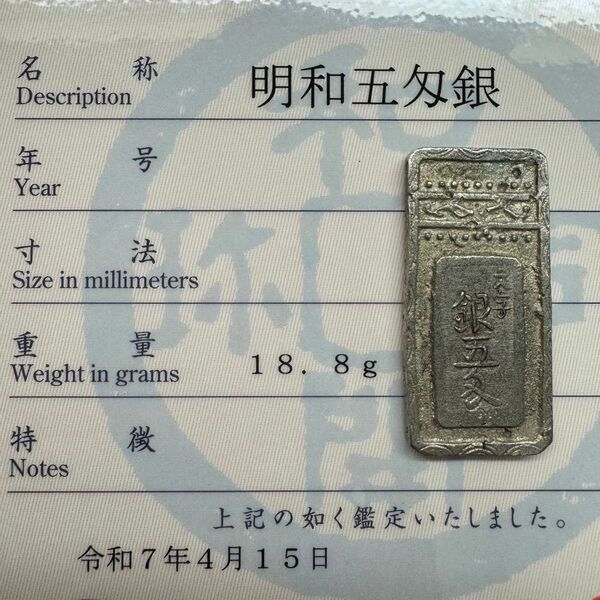 名 称 明和五匁銀
Description
年 号
Year
寸 法
Size in millimeters
重 量
Weight in grams 18.8g
特 徴
Notes
上記の如く鑑定いたしました。
令和7年4月15日
文字
銀五匁